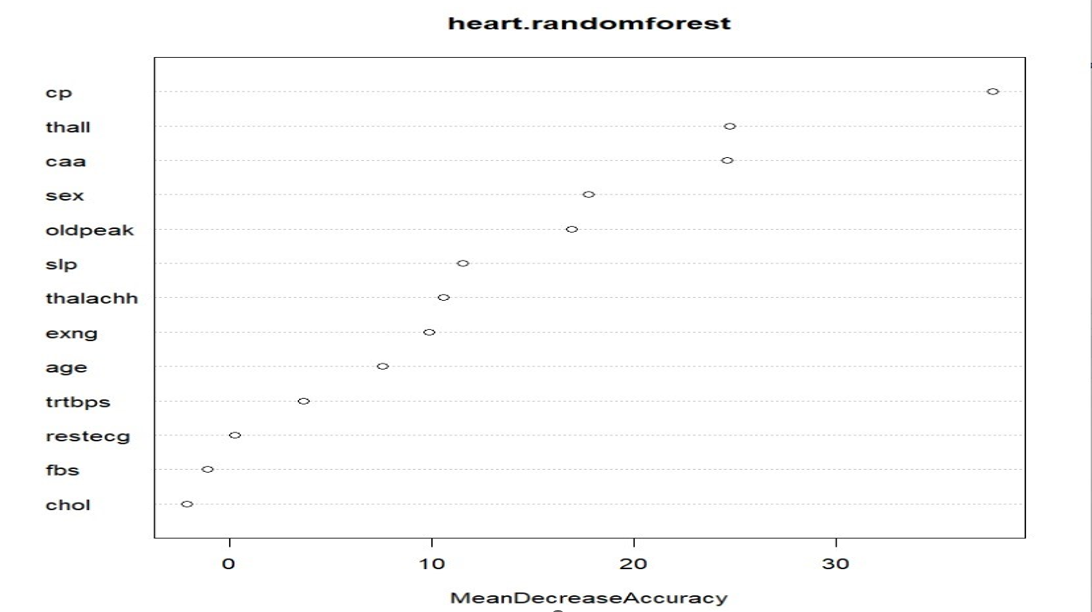 heart.randomforest
cp
thall
caa
sex
oldpeak
slp
thalachh
exng
age
trtbps
restecg
fbs
chol
0 10 20 30
MeanDecreaseAccuracy